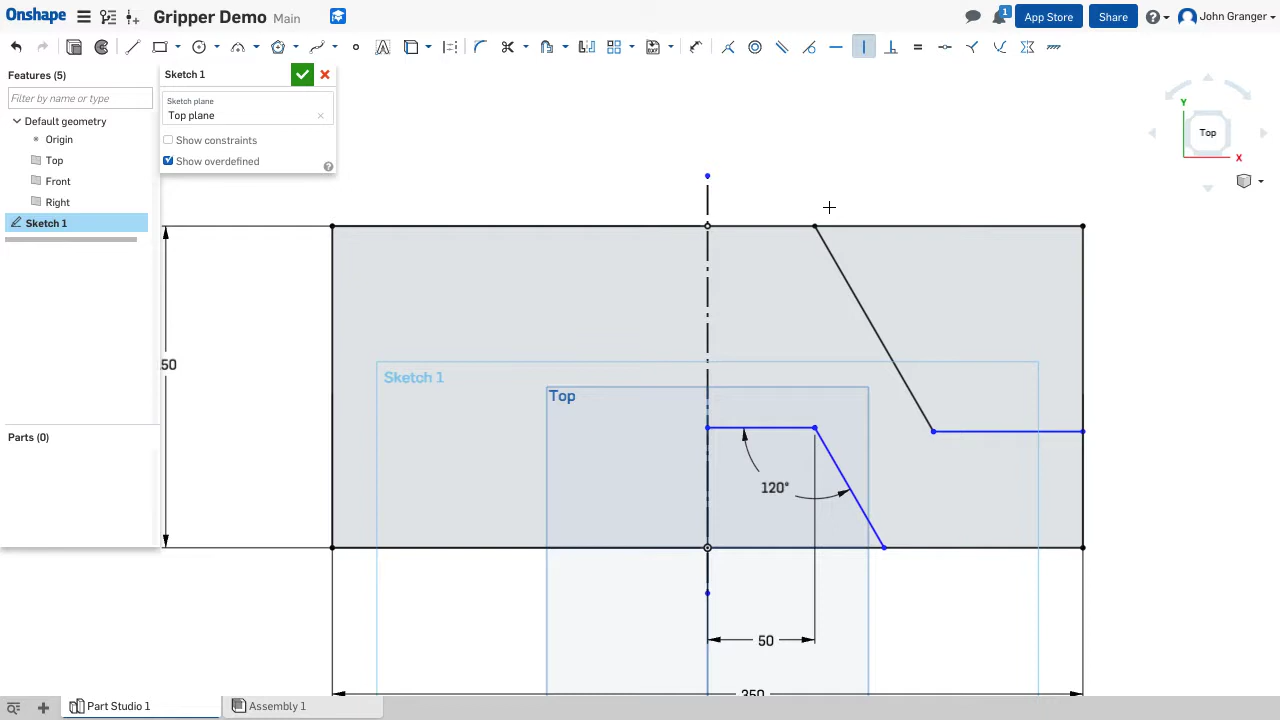 Onshape
Gripper Demo Main
1
App Store
Share
John Granger
Features (5)
Filter by name or type
Default geometry
Origin
Top
Front
Right
Sketch 1
Parts (0)
Sketch 1
Sketch plane
Top plane
Show constraints
Show overdefined
50
Sketch 1
Top
120°
50
350
Y
Top
X
Part Studio 1
Assembly 1